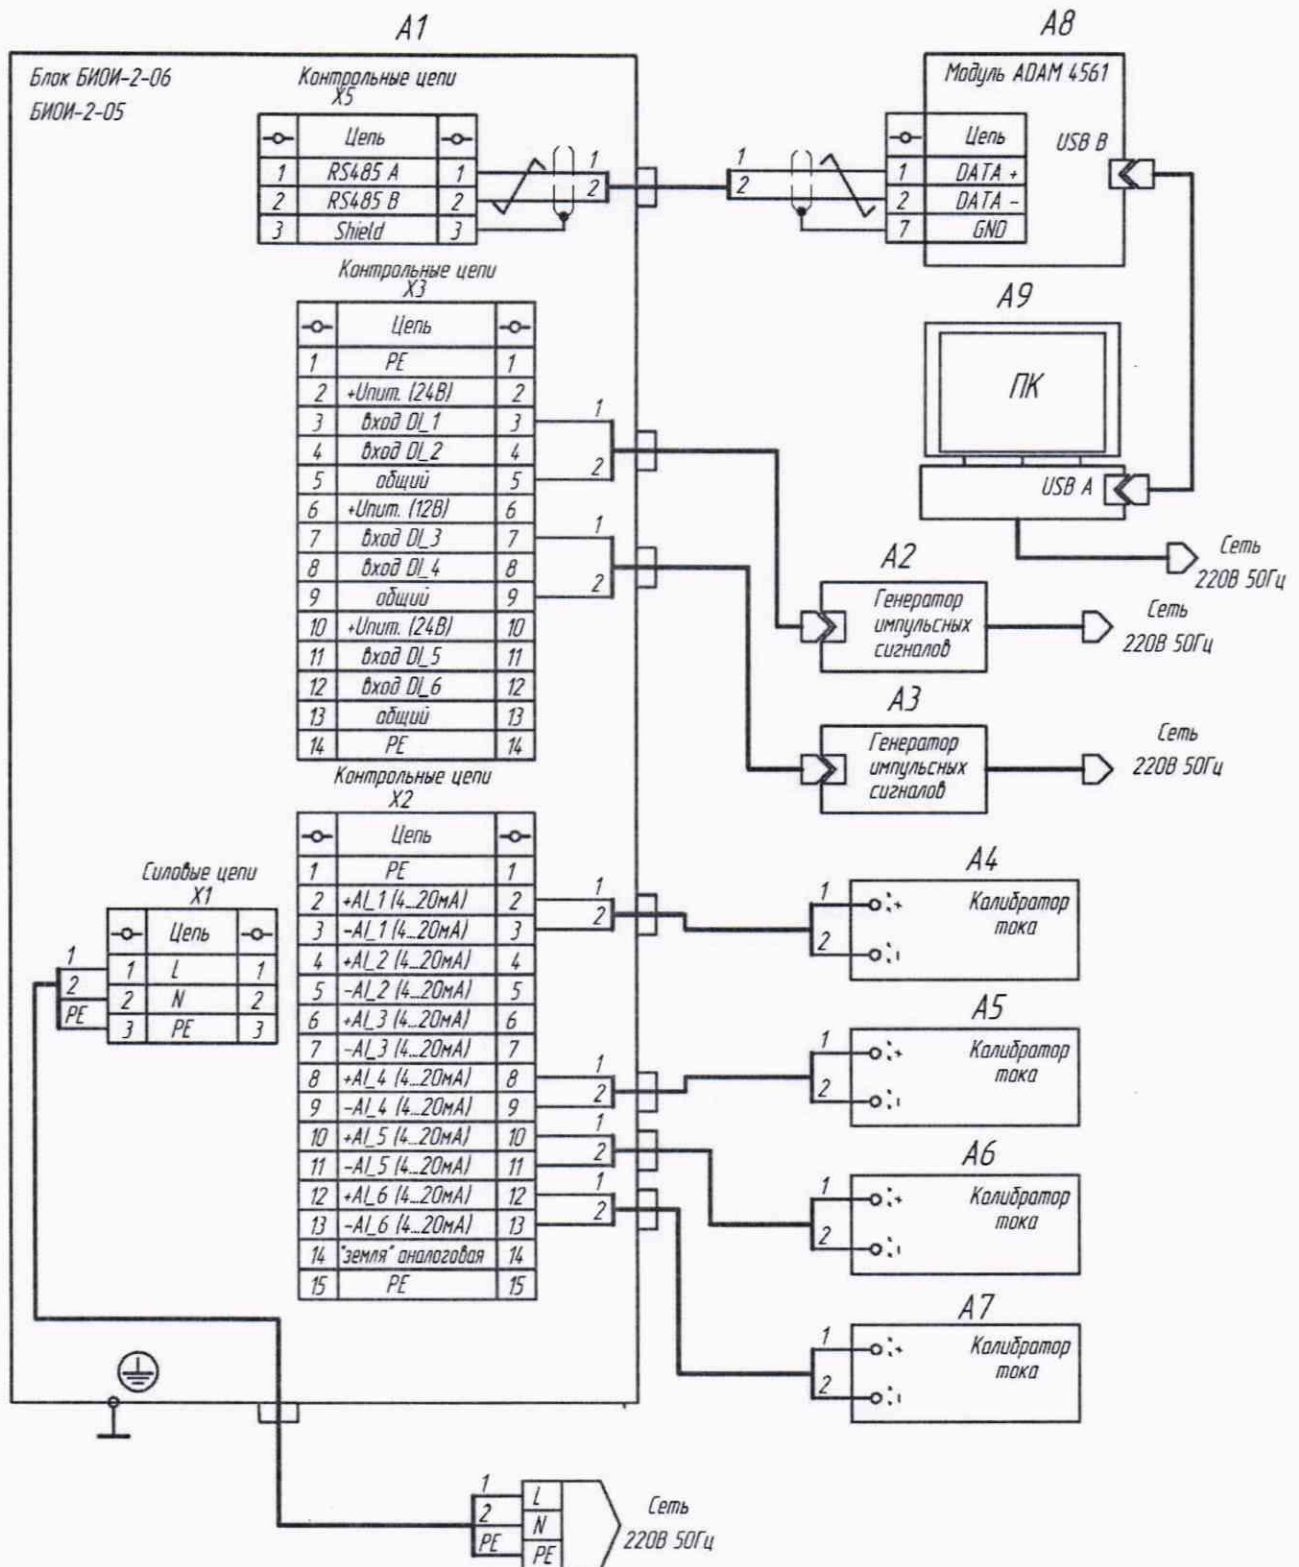 A1
Блок БИОИ-2-06
БИОИ-2-05
Контрольные цепи
X5
Цепь
1 RS485 A 1
2 RS485 B 2
3 Shield 3
1
2
1
2
A8
Модуль ADAM 4561
Цепь
1 DATA +
2 DATA -
7 GND
USB B
Контрольные цепи
X3
Цепь
1 PE 1
2 +Uпит. (24В) 2
3 вход DI_1 3
4 вход DI_2 4
5 общий 5
6 +Uпит. (12В) 6
7 вход DI_3 7
8 вход DI_4 8
9 общий 9
10 +Uпит. (24В) 10
11 вход DI_5 11
12 вход DI_6 12
13 общий 13
14 PE 14
1
2
1
2
A9
ПК
USB A
Сеть
220В 50Гц
A2
Генератор
импульсных
сигналов
Сеть
220В 50Гц
A3
Генератор
импульсных
сигналов
Сеть
220В 50Гц
Контрольные цепи
X2
Цепь
1 PE 1
2 +AI_1 (4...20мА) 2
3 -AI_1 (4...20мА) 3
4 +AI_2 (4...20мА) 4
5 -AI_2 (4...20мА) 5
6 +AI_3 (4...20мА) 6
7 -AI_3 (4...20мА) 7
8 +AI_4 (4...20мА) 8
9 -AI_4 (4...20мА) 9
10 +AI_5 (4...20мА) 10
11 -AI_5 (4...20мА) 11
12 +AI_6 (4...20мА) 12
13 -AI_6 (4...20мА) 13
14 "земля" аналоговая 14
15 PE 15
1
2
1
2
1
2
1
2
Силовые цепи
X1
Цепь
1 1 L 1
2 2 N 2
PE 3 PE 3
A4
1
2
+
-
Калибратор
тока
A5
1
2
+
-
Калибратор
тока
A6
1
2
+
-
Калибратор
тока
A7
1
2
+
-
Калибратор
тока
1 L
2 N
PE PE
Сеть
220В 50Гц